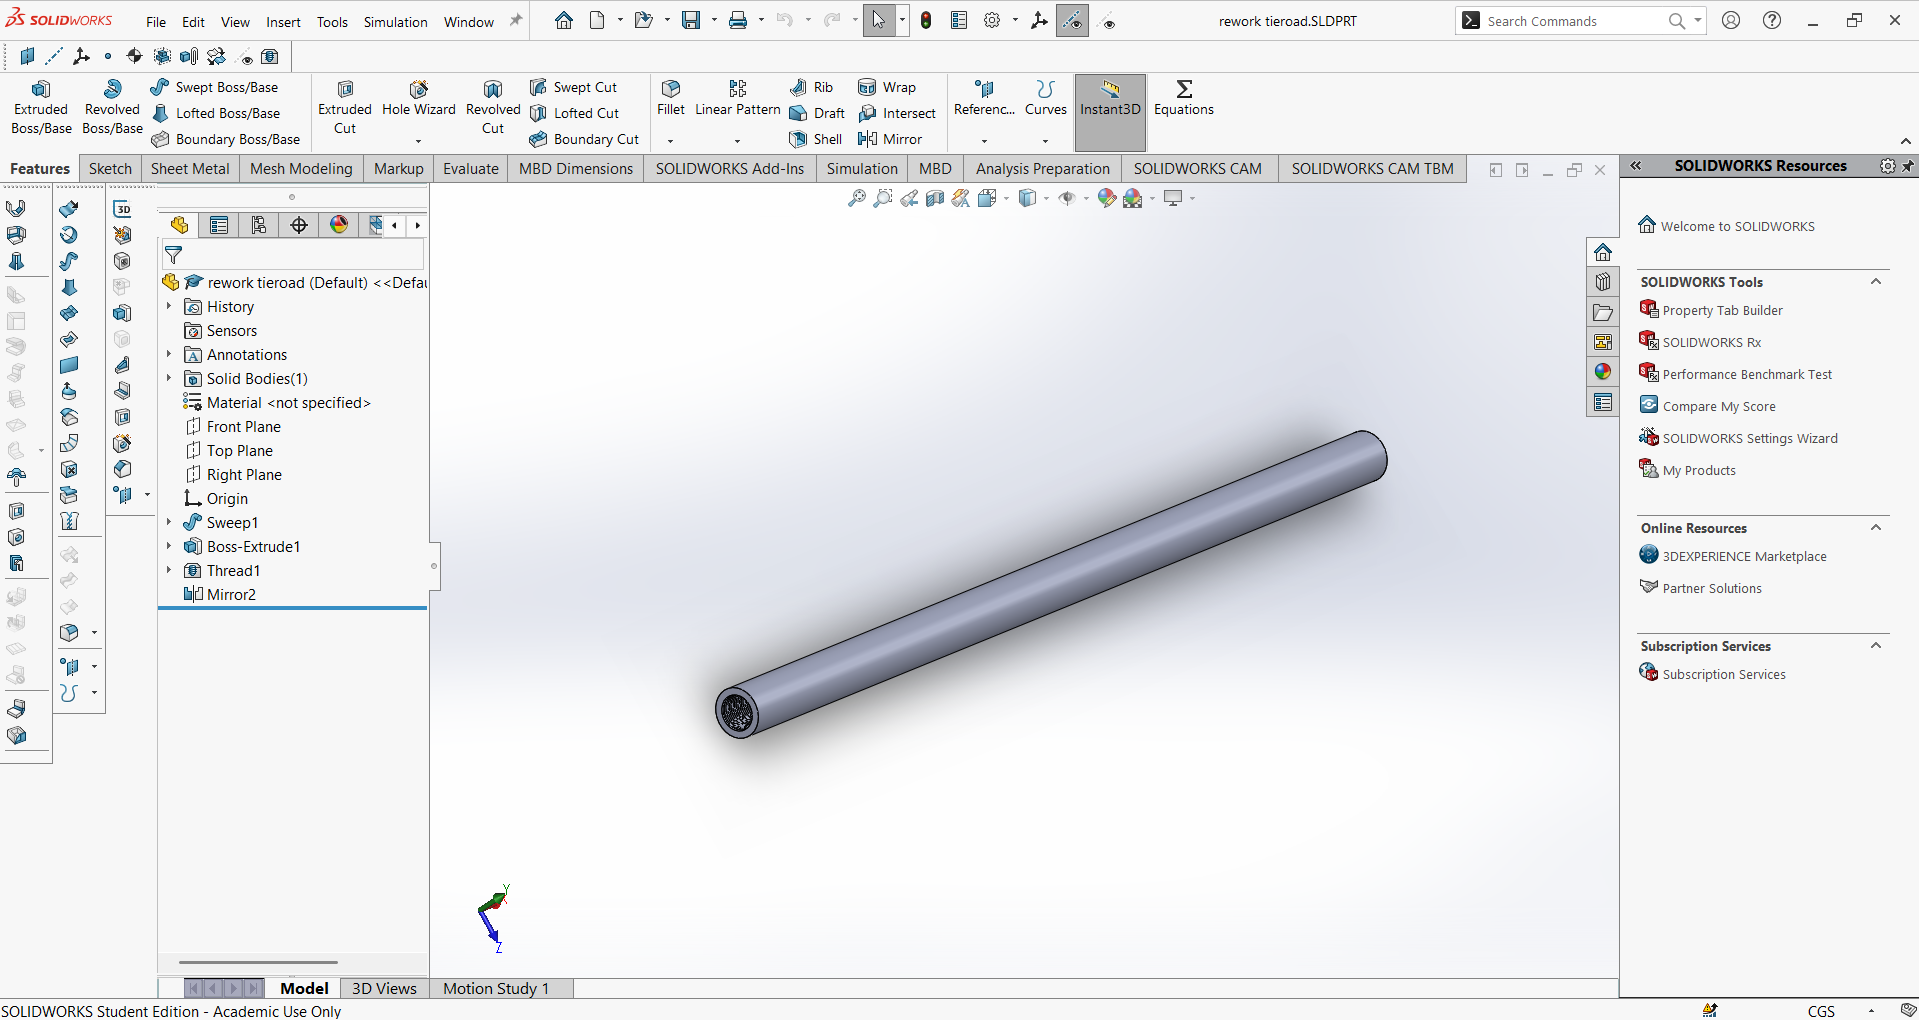 SOLIDWORKS
File Edit View Insert Tools Simulation Window
rework tieroad.SLDPRT
Search Commands
Extruded Boss/Base
Revolved Boss/Base
Swept Boss/Base
Lofted Boss/Base
Boundary Boss/Base
Extruded Cut
Hole Wizard
Revolved Cut
Swept Cut
Lofted Cut
Boundary Cut
Fillet
Linear Pattern
Rib
Draft
Shell
Wrap
Intersect
Mirror
Referenc...
Curves
Instant3D
Equations
Features Sketch Sheet Metal Mesh Modeling Markup Evaluate MBD Dimensions SOLIDWORKS Add-Ins Simulation MBD Analysis Preparation SOLIDWORKS CAM SOLIDWORKS CAM TBM
3D
rework tieroad (Default) <<Defau
History
Sensors
Annotations
Solid Bodies(1)
Material <not specified>
Front Plane
Top Plane
Right Plane
Origin
Sweep1
Boss-Extrude1
Thread1
Mirror2
Y
X
Z
SOLIDWORKS Resources
Welcome to SOLIDWORKS
SOLIDWORKS Tools
Property Tab Builder
SOLIDWORKS Rx
Performance Benchmark Test
Compare My Score
SOLIDWORKS Settings Wizard
My Products
Online Resources
3DEXPERIENCE Marketplace
Partner Solutions
Subscription Services
Subscription Services
Model 3D Views Motion Study 1
SOLIDWORKS Student Edition - Academic Use Only
CGS